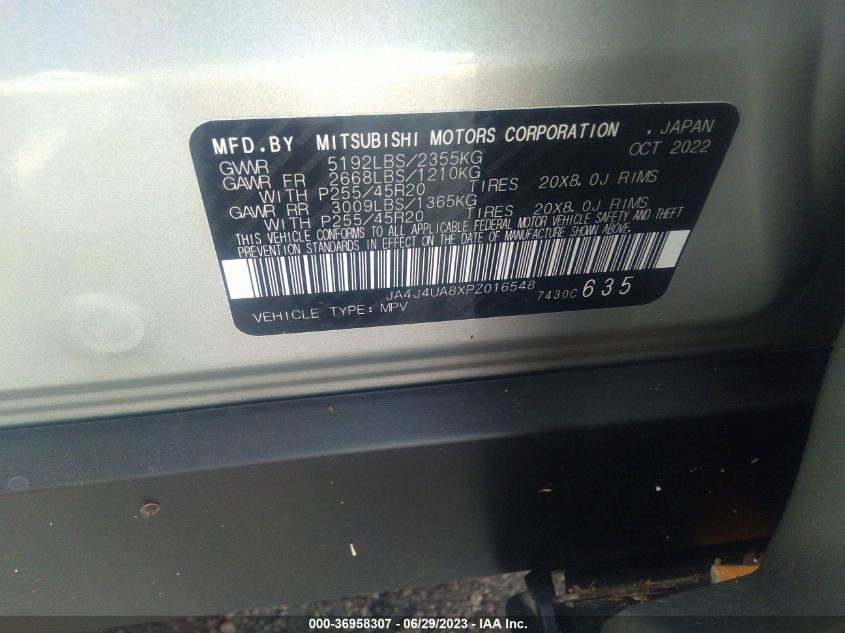 MFD.BY MITSUBISHI MOTORS CORPORATION , JAPAN
GVWR 5192LBS/2355KG OCT 2022
GAWR FR 2668LBS/1210KG
WITH P255/45R20 TIRES 20X8.0J RIMS
GAWR RR 3009LBS/1365KG
WITH P255/45R20 TIRES 20X8.0J RIMS
THIS VEHICLE CONFORMS TO ALL APPLICABLE FEDERAL MOTOR VEHICLE SAFETY AND THEFT
PREVENTION STANDARDS IN EFFECT ON THE DATE OF MANUFACTURE SHOWN ABOVE.
JA4J4UA8XPZ016548 7430C 635
VEHICLE TYPE: MPV
000-36958307 - 06/29/2023 - IAA Inc.